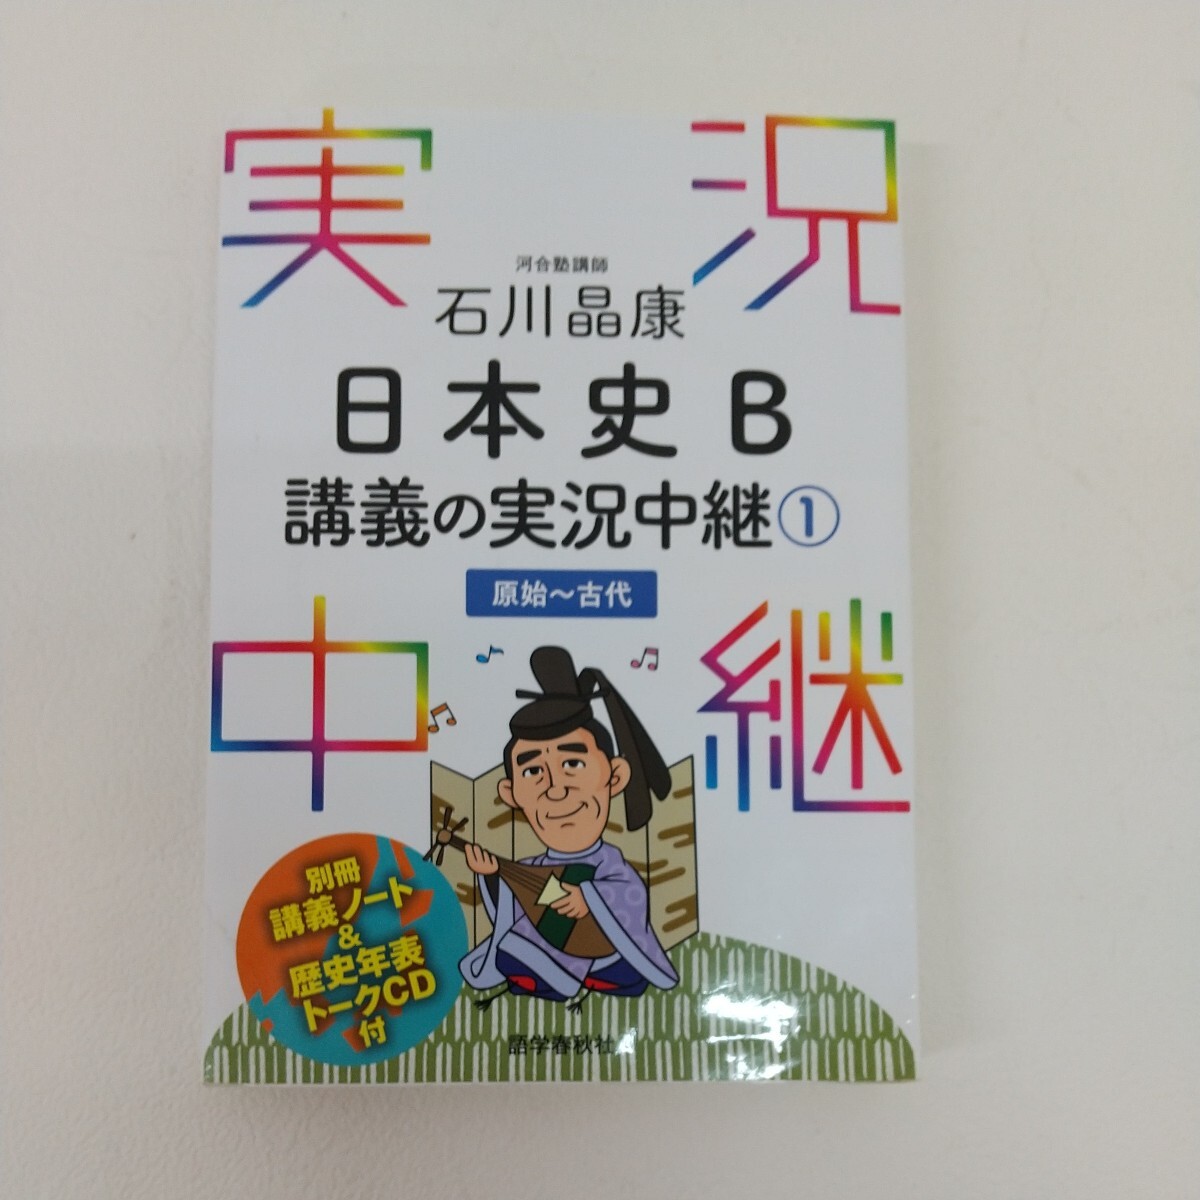 実況
河合塾講師
石川晶康
日本史B
講義の実況中継①
原始～古代
中継
別冊
講義ノート
&
歴史年表
トークCD
付
語学春秋社